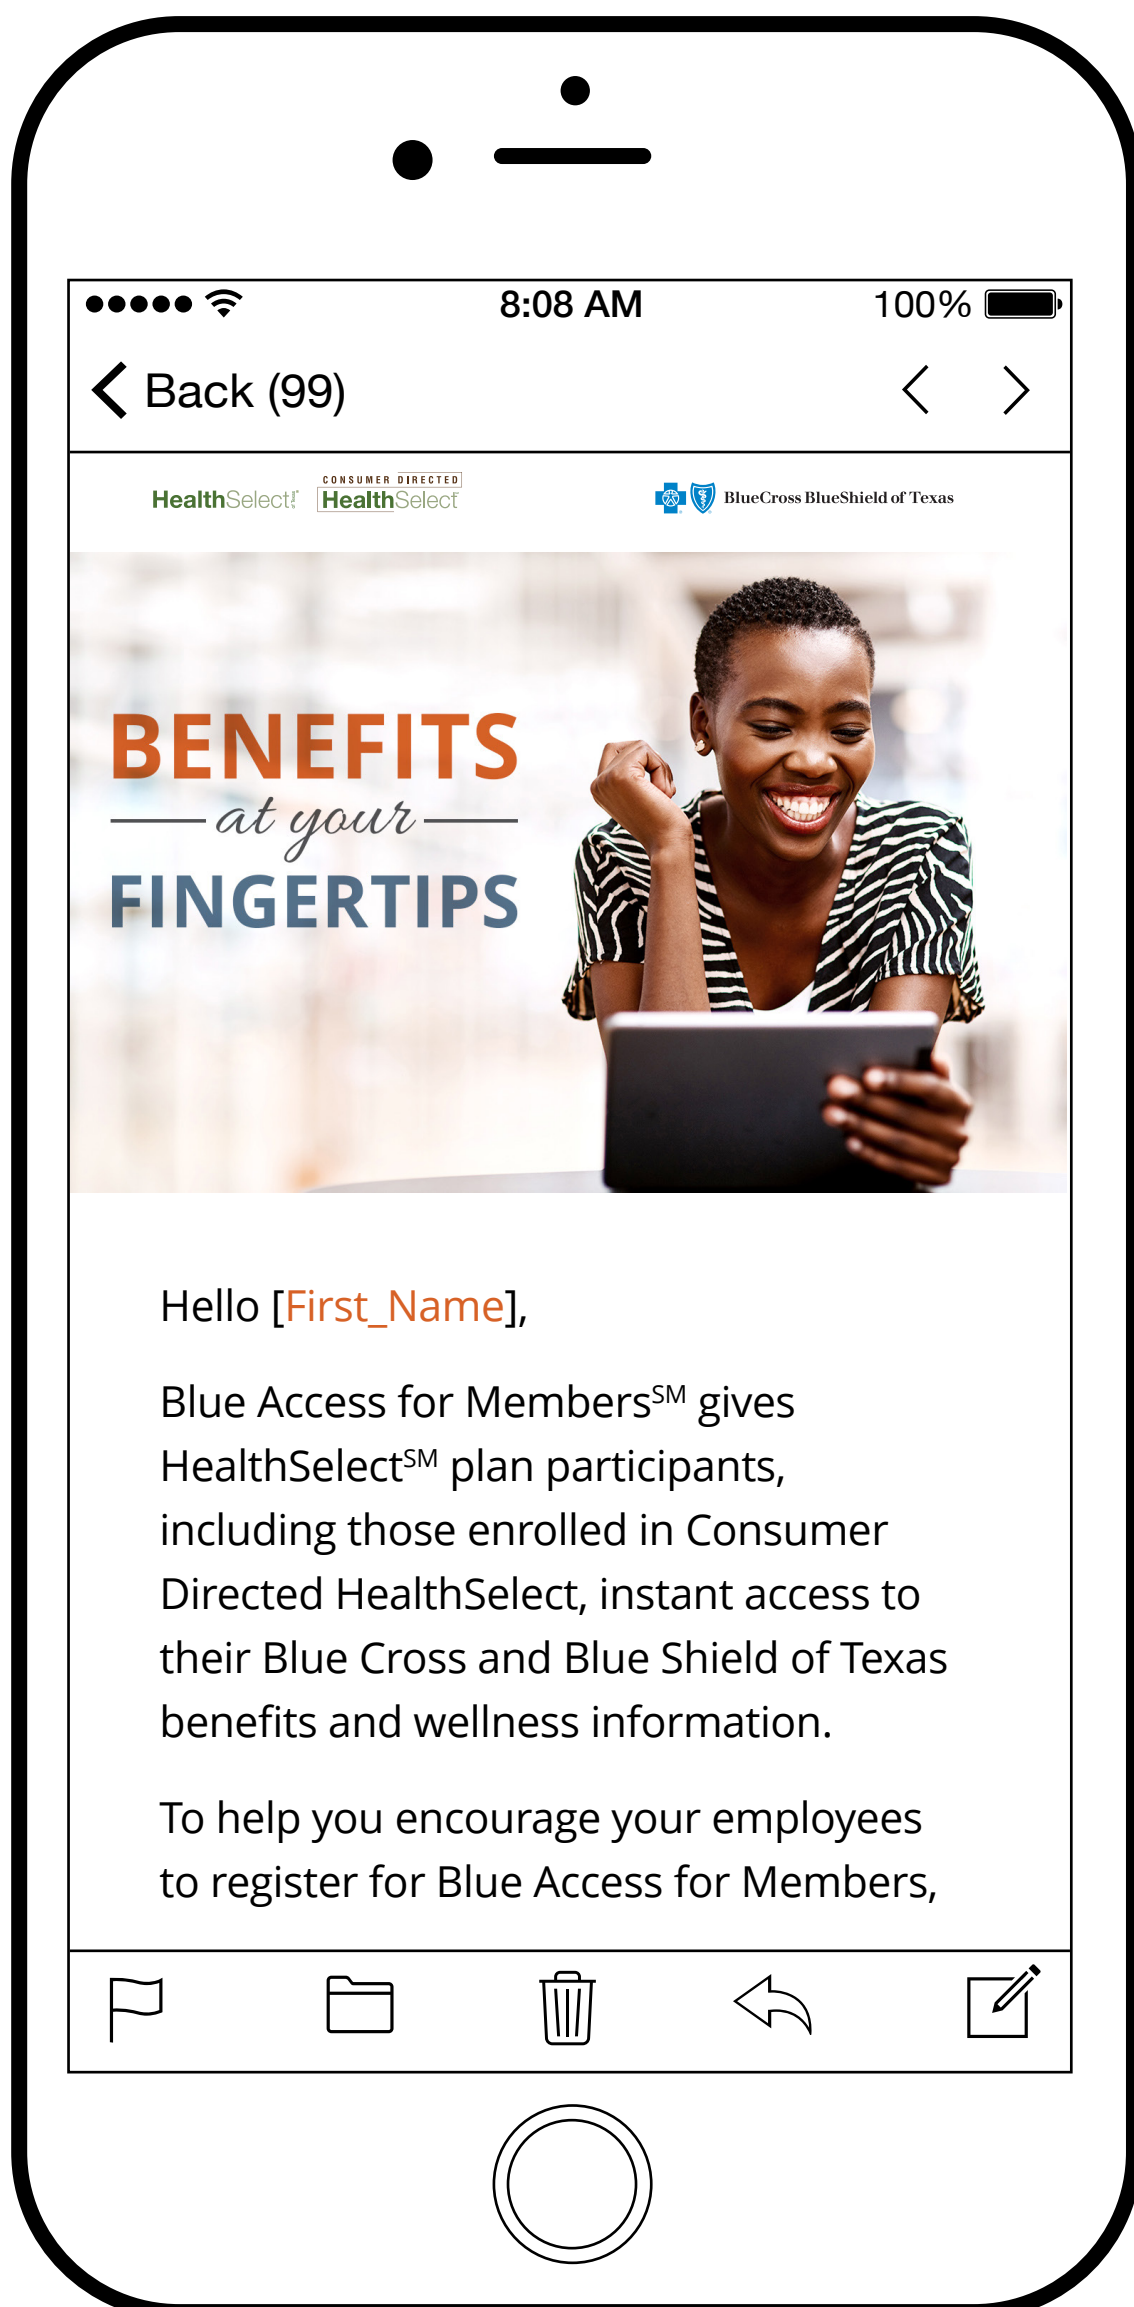 8:08 AM 100%
Back (99)
HealthSelect CONSUMER DIRECTED BlueCross BlueShield of Texas
HealthSelect
BENEFITS
at your
FINGERTIPS
Hello [First_Name],
Blue Access for Members℠ gives
HealthSelect℠ plan participants,
including those enrolled in Consumer
Directed HealthSelect, instant access to
their Blue Cross and Blue Shield of Texas
benefits and wellness information.
To help you encourage your employees
to register for Blue Access for Members,